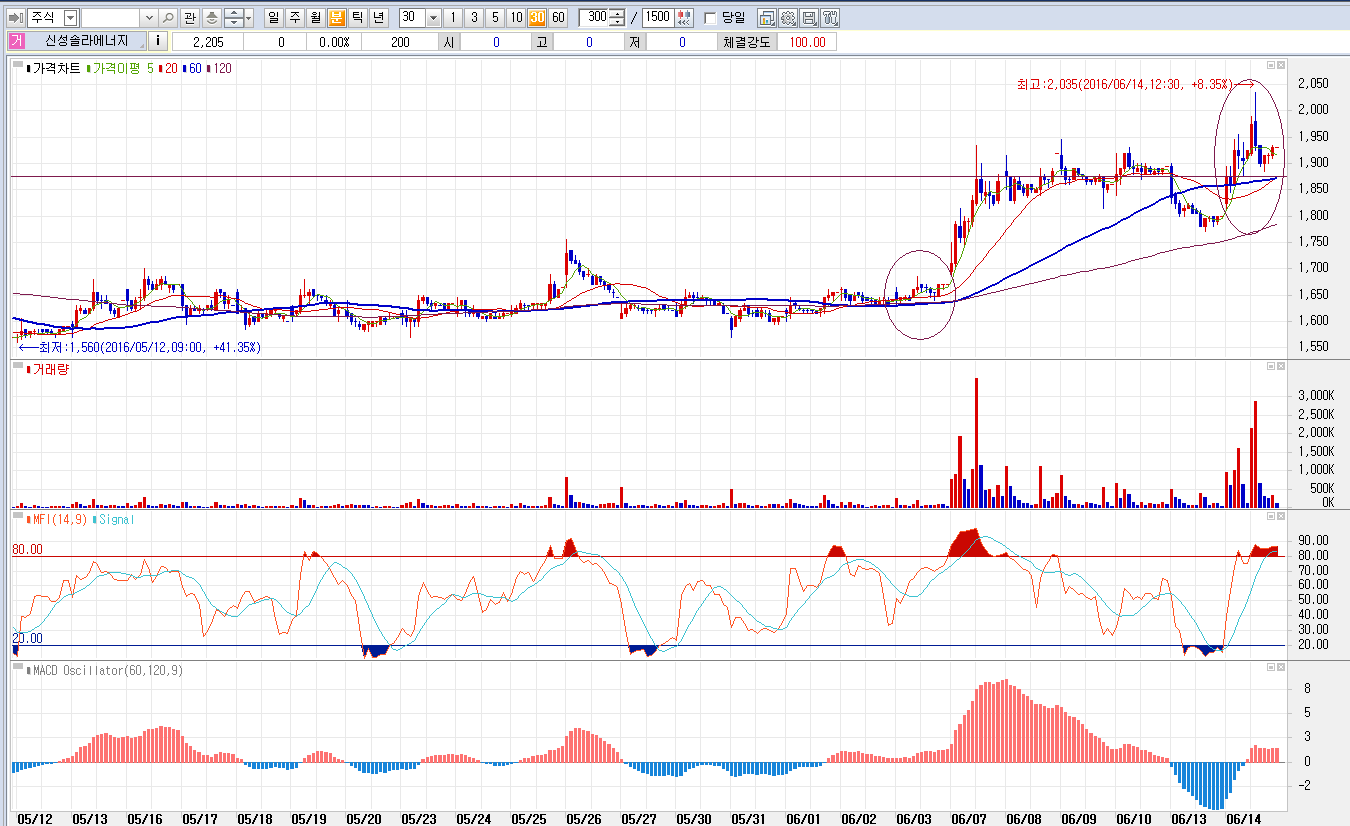 주식 관 일 주 월 분 틱 년 30 1 3 5 10 30 60 300 / 1500 당일
거 신성솔라에너지 i 2,205 0 0.00% 200 시 0 고 0 저 0 체결강도 100.00
가격차트 가격이평 5 20 60 120
최고:2,035(2016/06/14,12:30, +8.35%)
2,050
2,000
1,950
1,900
1,850
1,800
1,750
1,700
1,650
1,600
1,550
최저:1,560(2016/05/12,09:00, +41.35%)
거래량
3,000K
2,500K
2,000K
1,500K
1,000K
500K
0K
MFI(14,9) Signal
80.00
20.00
90.00
80.00
70.00
60.00
50.00
40.00
30.00
20.00
MACD Oscillator(60,120,9)
8
5
3
0
-2
05/12 05/13 05/16 05/17 05/18 05/19 05/20 05/23 05/24 05/25 05/26 05/27 05/30 05/31 06/01 06/02 06/03 06/07 06/08 06/09 06/10 06/13 06/14